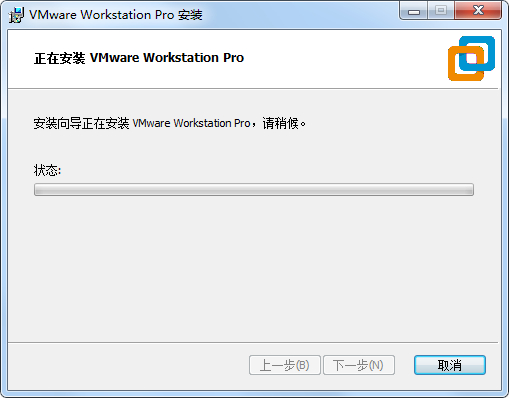 VMware Workstation Pro 安装
正在安装 VMware Workstation Pro
安装向导正在安装 VMware Workstation Pro，请稍候。
状态:
上一步(B)
下一步(N)
取消